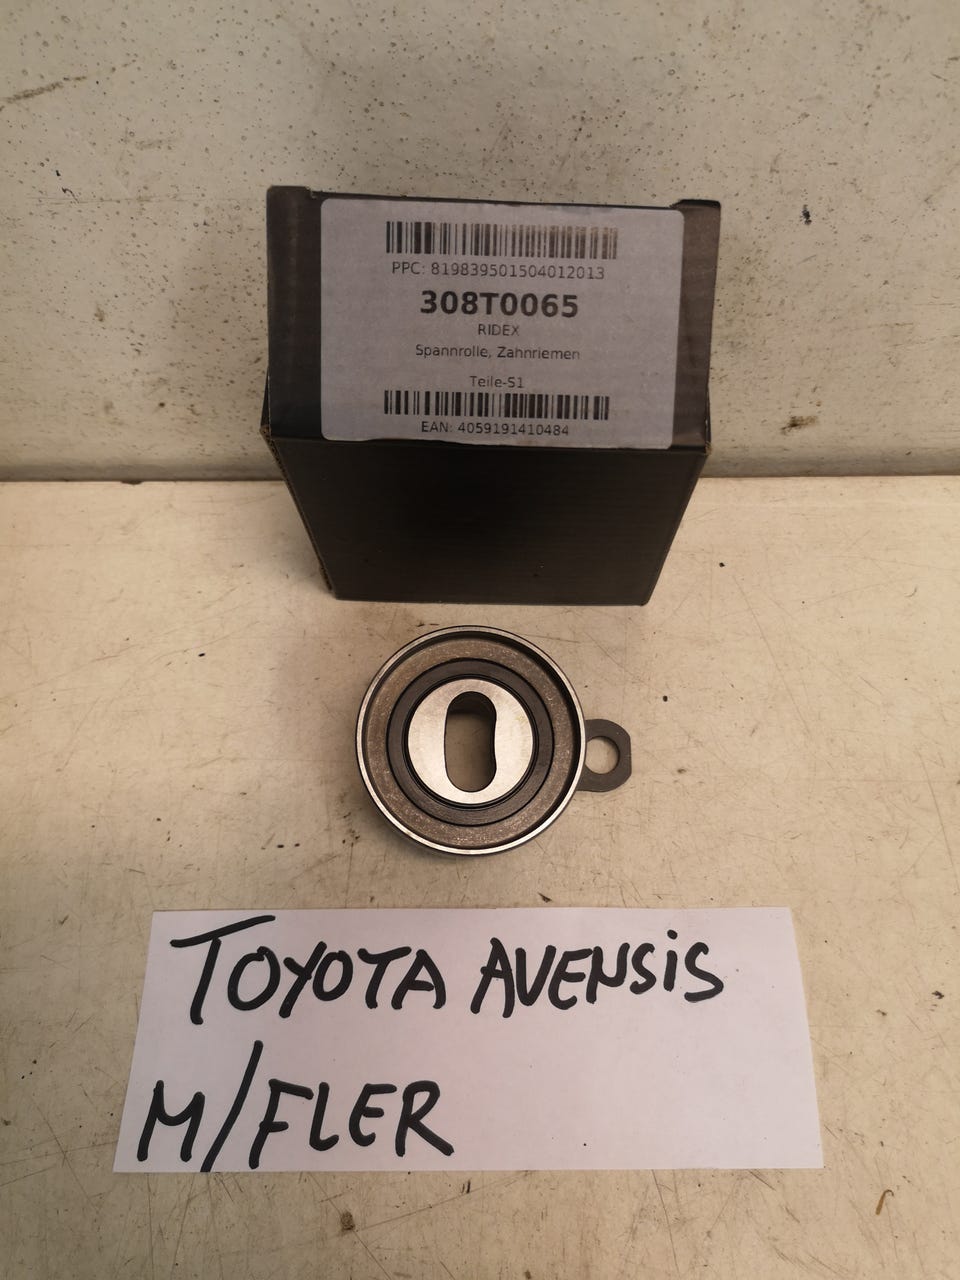 PPC: 819839501504012013
308T0065
RIDEX
Spannrolle, Zahnriemen
Teile-S1
EAN: 4059191410484
TOYOTA AVENSiS
M/FLER